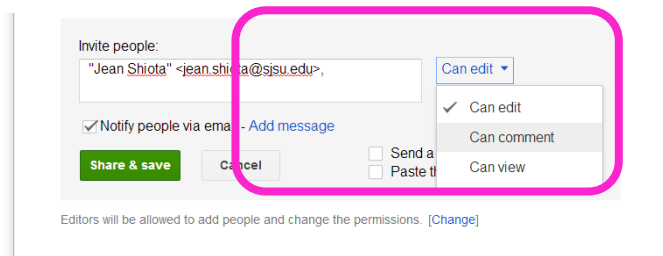 Invite people:
"Jean Shiota" <jean.shiota@sjsu.edu>,
Can edit
Can edit
Can comment
Can view
Notify people via email - Add message
Share & save
Cancel
Send a
Paste
Editors will be allowed to add people and change the permissions. [Change]